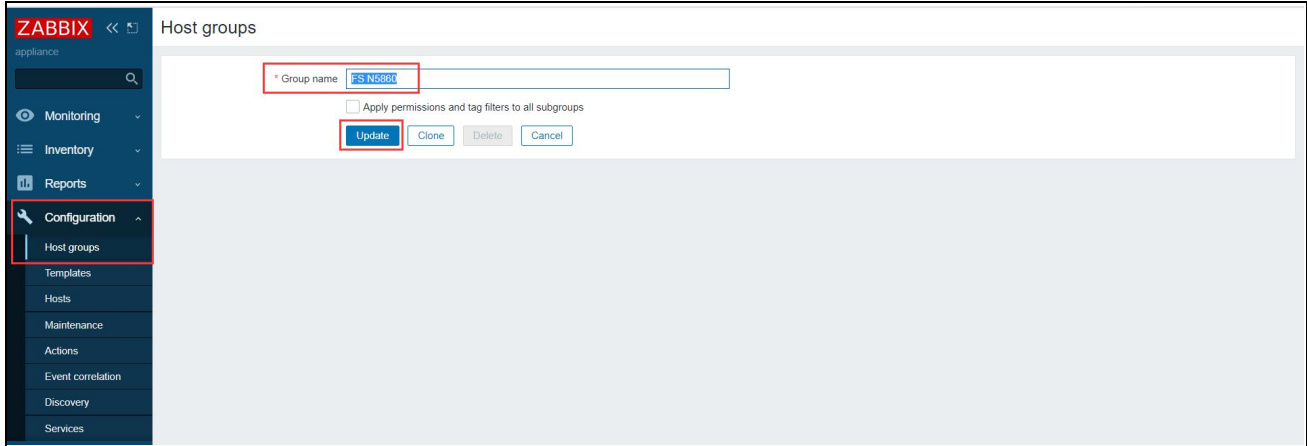 ZABBIX
appliance
Monitoring
Inventory
Reports
Configuration
Host groups
Templates
Hosts
Maintenance
Actions
Event correlation
Discovery
Services
Host groups
* Group name FS N5860
Apply permissions and tag filters to all subgroups
Update Clone Delete Cancel